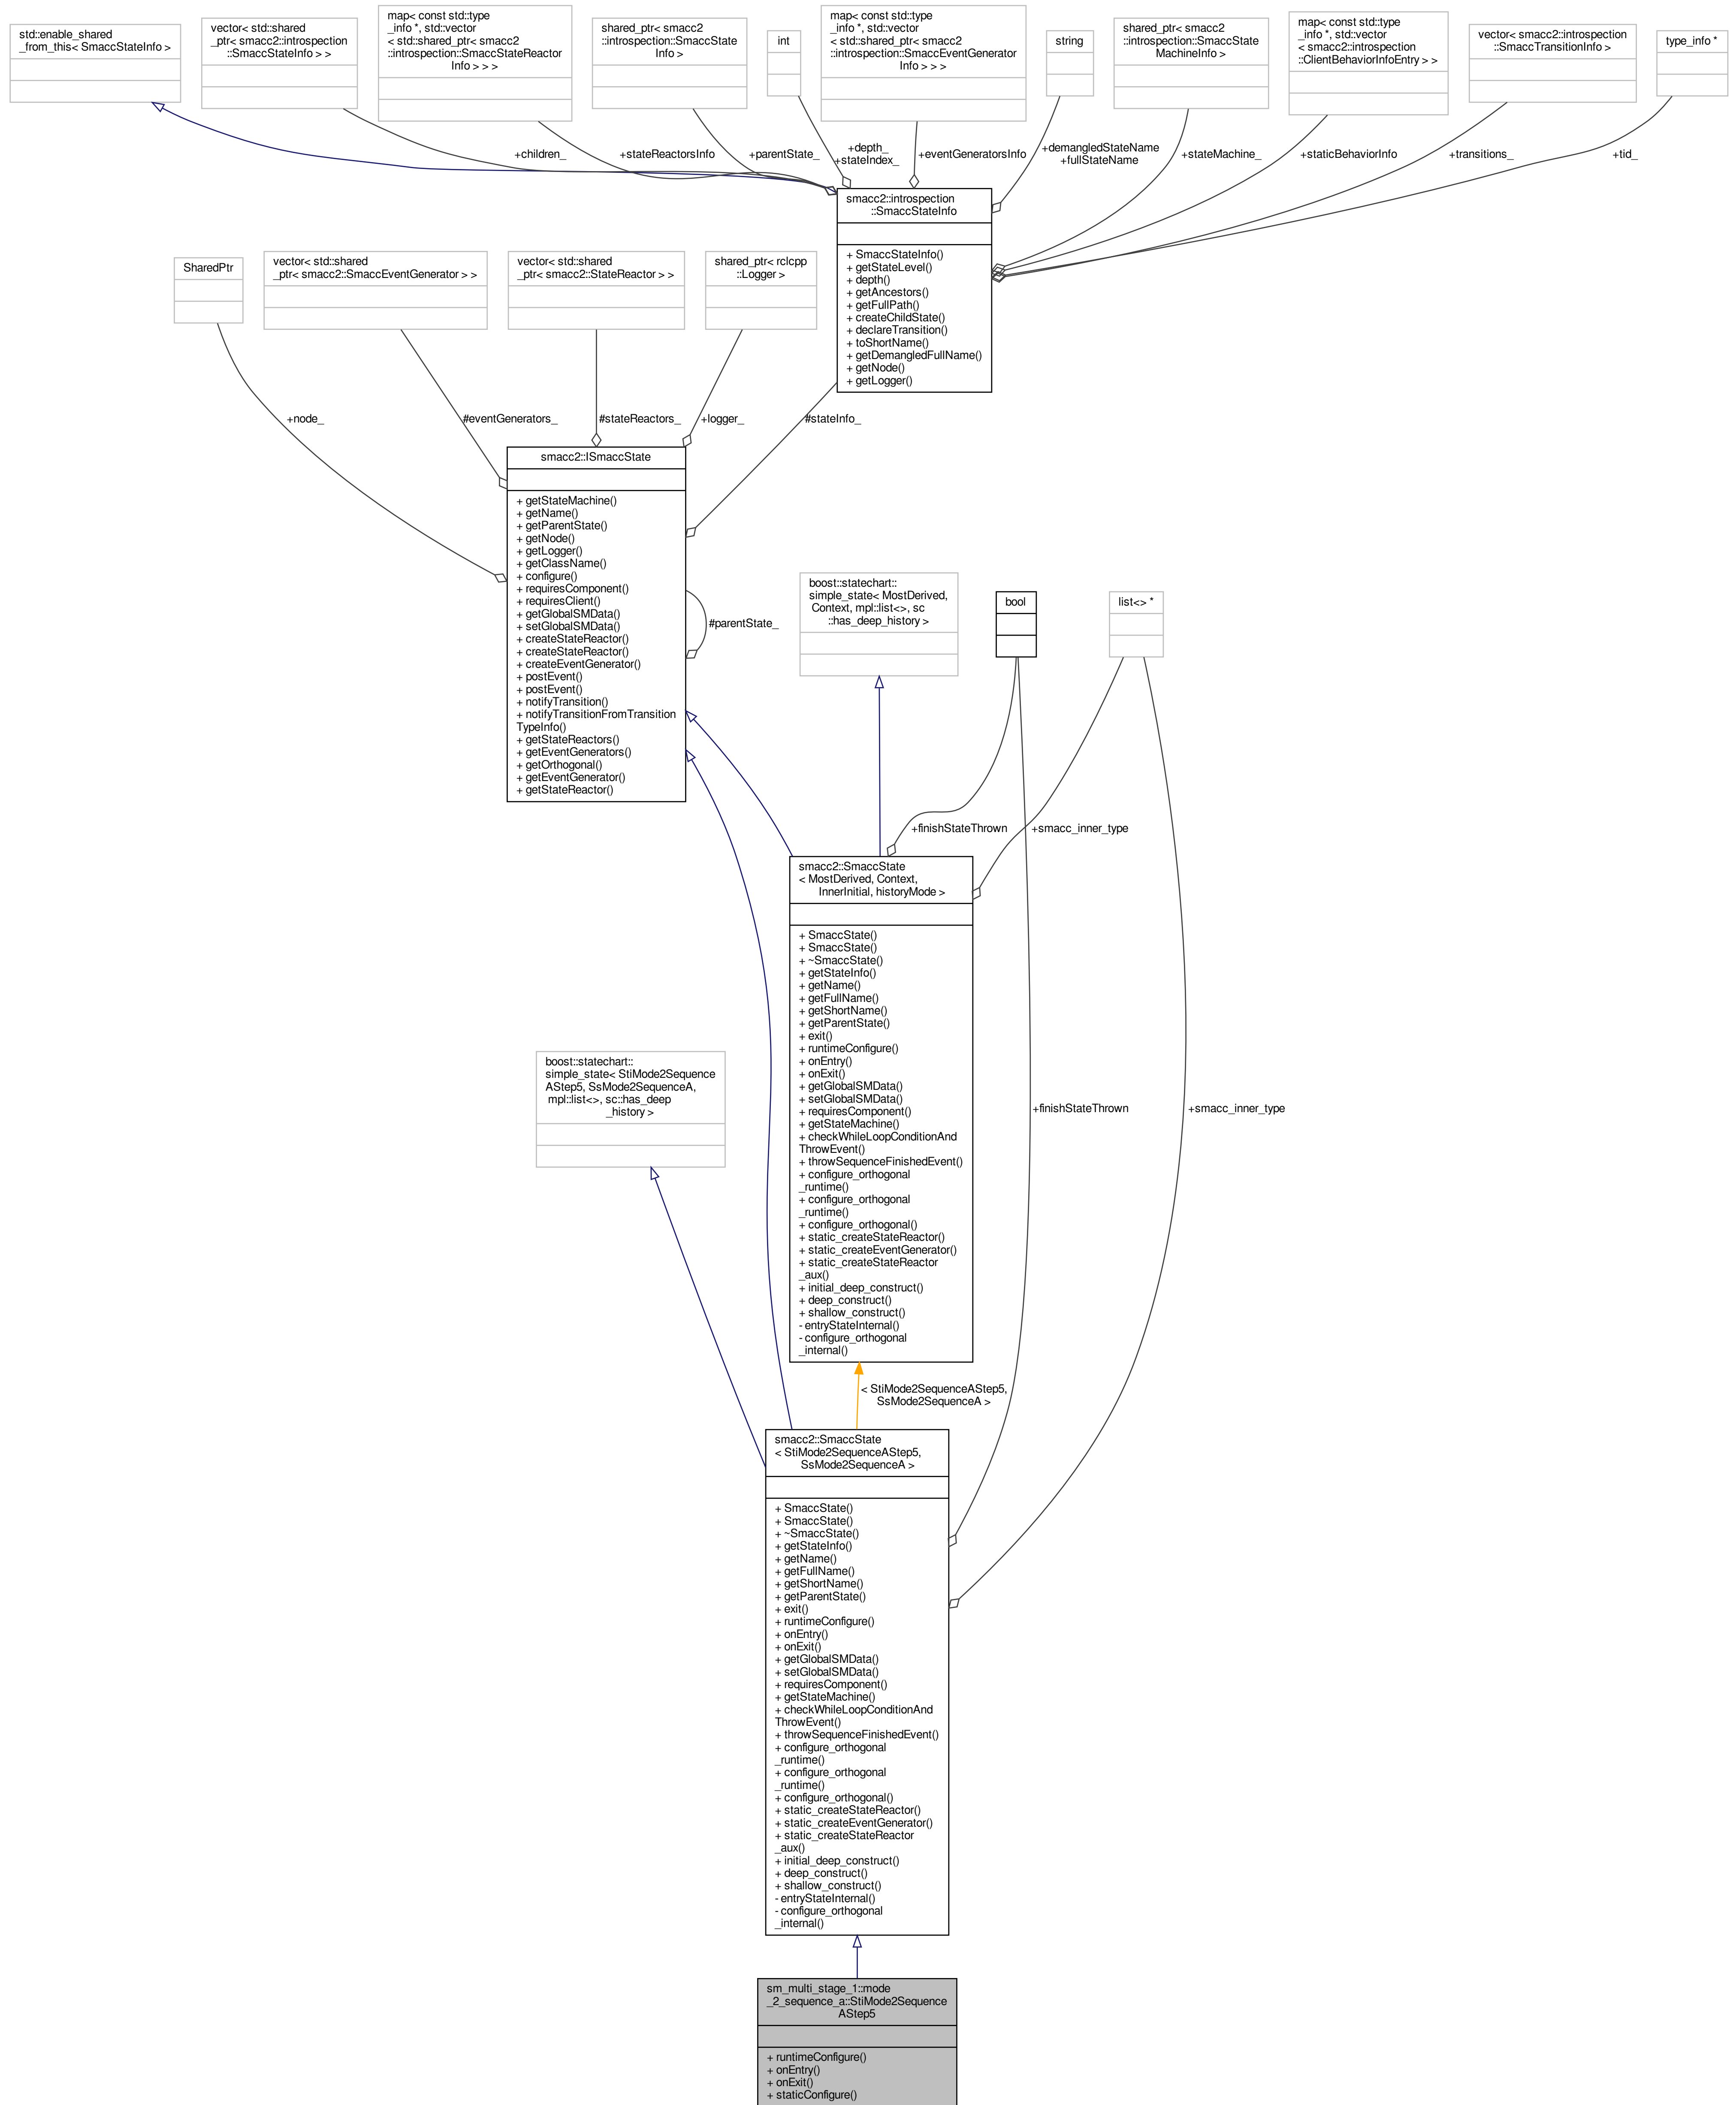 std::enable_shared
_from_this< SmaccStateInfo >
vector< std::shared
_ptr< smacc2::introspection
::SmaccStateInfo > >
map< const std::type
_info *, std::vector
< std::shared_ptr< smacc2
::introspection::SmaccStateReactor
Info > > >
shared_ptr< smacc2
::introspection::SmaccState
Info >
int
map< const std::type
_info *, std::vector
< std::shared_ptr< smacc2
::introspection::SmaccEventGenerator
Info > > >
string
shared_ptr< smacc2
::introspection::SmaccState
MachineInfo >
map< const std::type
_info *, std::vector
< smacc2::introspection
::ClientBehaviorInfoEntry > >
vector< smacc2::introspection
::SmaccTransitionInfo >
type_info *
+children_
+stateReactorsInfo
+parentState_
+depth_
+stateIndex_
+eventGeneratorsInfo
+demangledStateName
+fullStateName
+stateMachine_
+staticBehaviorInfo
+transitions_
+tid_
smacc2::introspection
::SmaccStateInfo
+ SmaccStateInfo()
+ getStateLevel()
+ depth()
+ getAncestors()
+ getFullPath()
+ createChildState()
+ declareTransition()
+ toShortName()
+ getDemangledFullName()
+ getNode()
+ getLogger()
SharedPtr
vector< std::shared
_ptr< smacc2::SmaccEventGenerator > >
vector< std::shared
_ptr< smacc2::StateReactor > >
shared_ptr< rclcpp
::Logger >
+node_
#eventGenerators_
#stateReactors_
+logger_
#stateInfo_
smacc2::ISmaccState
+ getStateMachine()
+ getName()
+ getParentState()
+ getNode()
+ getLogger()
+ getClassName()
+ configure()
+ requiresComponent()
+ requiresClient()
+ getGlobalSMData()
+ setGlobalSMData()
+ createStateReactor()
+ createStateReactor()
+ createEventGenerator()
+ postEvent()
+ postEvent()
+ notifyTransition()
+ notifyTransitionFromTransition
TypeInfo()
+ getStateReactors()
+ getEventGenerators()
+ getOrthogonal()
+ getEventGenerator()
+ getStateReactor()
#parentState_
boost::statechart::
simple_state< MostDerived,
Context, mpl::list<>, sc
::has_deep_history >
bool
list<> *
+finishStateThrown
+smacc_inner_type
smacc2::SmaccState
< MostDerived, Context,
InnerInitial, historyMode >
+ SmaccState()
+ SmaccState()
+ ~SmaccState()
+ getStateInfo()
+ getName()
+ getFullName()
+ getShortName()
+ getParentState()
+ exit()
+ runtimeConfigure()
+ onEntry()
+ onExit()
+ getGlobalSMData()
+ setGlobalSMData()
+ requiresComponent()
+ getStateMachine()
+ checkWhileLoopConditionAnd
ThrowEvent()
+ throwSequenceFinishedEvent()
+ configure_orthogonal
_runtime()
+ configure_orthogonal
_runtime()
+ configure_orthogonal()
+ static_createStateReactor()
+ static_createEventGenerator()
+ static_createStateReactor
_aux()
+ initial_deep_construct()
+ deep_construct()
+ shallow_construct()
- entryStateInternal()
- configure_orthogonal
_internal()
boost::statechart::
simple_state< StiMode2Sequence
AStep5, SsMode2SequenceA,
mpl::list<>, sc::has_deep
_history >
+finishStateThrown
+smacc_inner_type
< StiMode2SequenceAStep5,
SsMode2SequenceA >
smacc2::SmaccState
< StiMode2SequenceAStep5,
SsMode2SequenceA >
+ SmaccState()
+ SmaccState()
+ ~SmaccState()
+ getStateInfo()
+ getName()
+ getFullName()
+ getShortName()
+ getParentState()
+ exit()
+ runtimeConfigure()
+ onEntry()
+ onExit()
+ getGlobalSMData()
+ setGlobalSMData()
+ requiresComponent()
+ getStateMachine()
+ checkWhileLoopConditionAnd
ThrowEvent()
+ throwSequenceFinishedEvent()
+ configure_orthogonal
_runtime()
+ configure_orthogonal
_runtime()
+ configure_orthogonal()
+ static_createStateReactor()
+ static_createEventGenerator()
+ static_createStateReactor
_aux()
+ initial_deep_construct()
+ deep_construct()
+ shallow_construct()
- entryStateInternal()
- configure_orthogonal
_internal()
sm_multi_stage_1::mode
_2_sequence_a::StiMode2Sequence
AStep5
+ runtimeConfigure()
+ onEntry()
+ onExit()
+ staticConfigure()